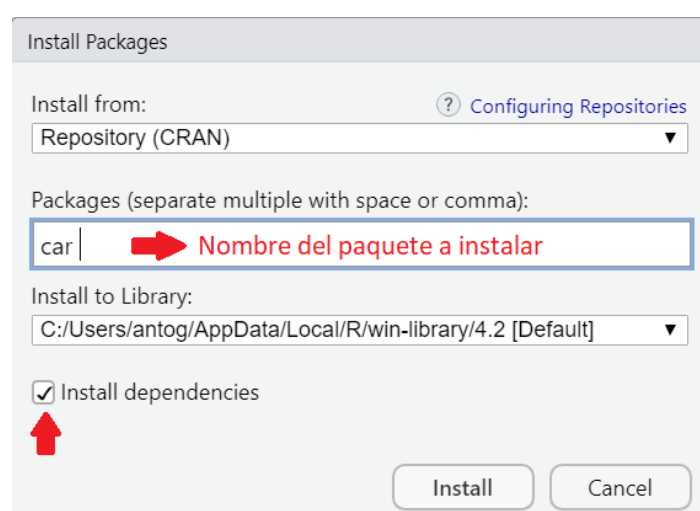 Install Packages
Install from:
? Configuring Repositories
Repository (CRAN)
Packages (separate multiple with space or comma):
car Nombre del paquete a instalar
Install to Library:
C:/Users/antog/AppData/Local/R/win-library/4.2 [Default]
Install dependencies
Install Cancel